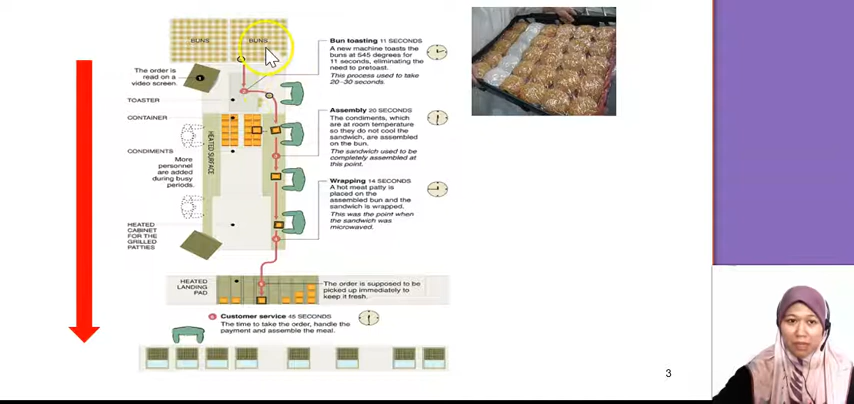 BUNS
BUNS
1
The order is
read on a
video screen.
Bun toasting 11 SECONDS
A new machine toasts the
buns at 545 degrees for
11 seconds, eliminating the
need to pretoast.
This process used to take
20–30 seconds.
TOASTER
CONTAINER
HEATED SURFACE
CONDIMENTS
More
personnel
are added
during busy
periods.
Assembly 20 SECONDS
The condiments, which
are at room temperature
so they do not cool the
sandwich, are assembled
on the bun.
The sandwich used to be
completely assembled at
this point.
Wrapping 14 SECONDS
A hot meat patty is
placed on the
assembled bun and
the sandwich is wrapped.
This was the point when
the sandwich was
microwaved.
HEATED
CABINET
FOR THE
GRILLED
PATTIES
HEATED
LANDING
PAD
The order is supposed to be
picked up immediately to
keep it fresh.
Customer service 45 SECONDS
The time to take the order, handle the
payment and assemble the meal.
3